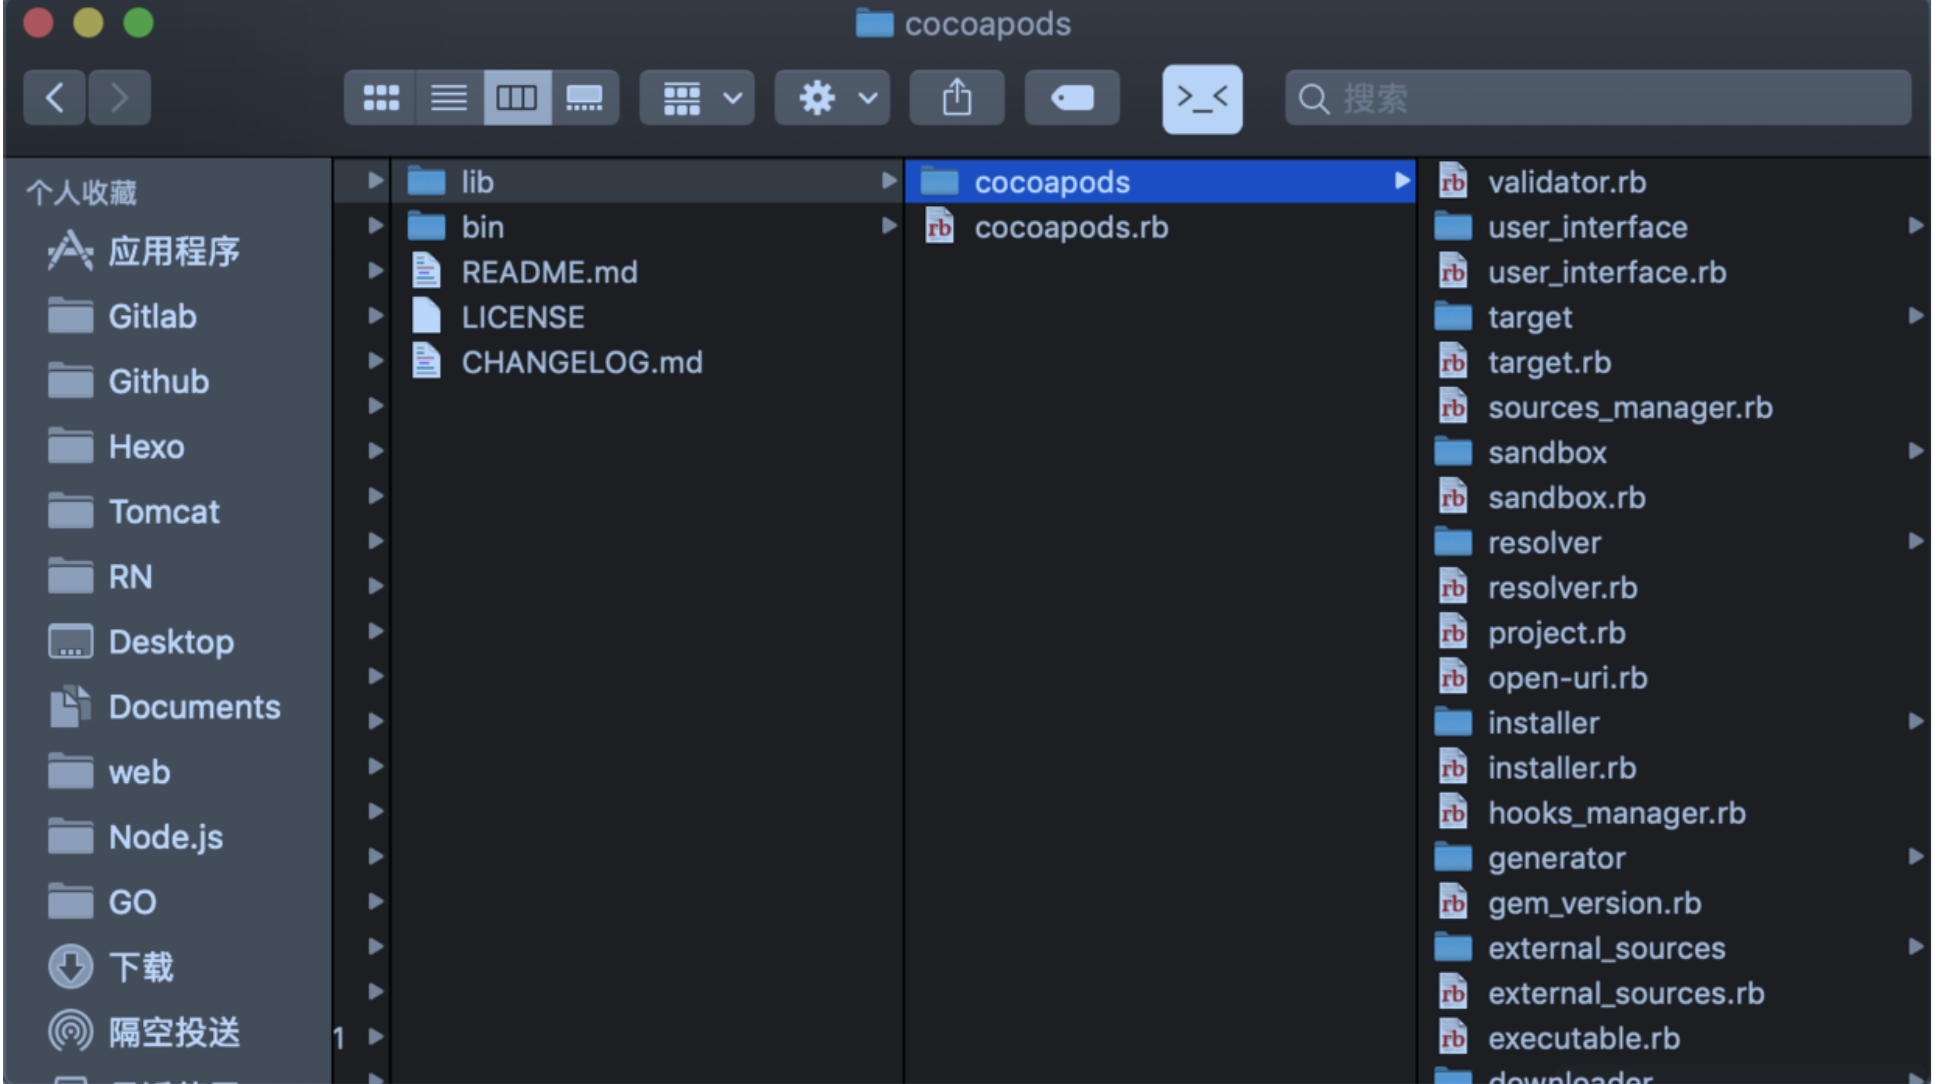 cocoapods
>_<
搜索
个人收藏
应用程序
Gitlab
Github
Hexo
Tomcat
RN
Desktop
Documents
web
Node.js
GO
下载
隔空投送
1
lib
bin
README.md
LICENSE
CHANGELOG.md
cocoapods
cocoapods.rb
validator.rb
user_interface
user_interface.rb
target
target.rb
sources_manager.rb
sandbox
sandbox.rb
resolver
resolver.rb
project.rb
open-uri.rb
installer
installer.rb
hooks_manager.rb
generator
gem_version.rb
external_sources
external_sources.rb
executable.rb
downloader